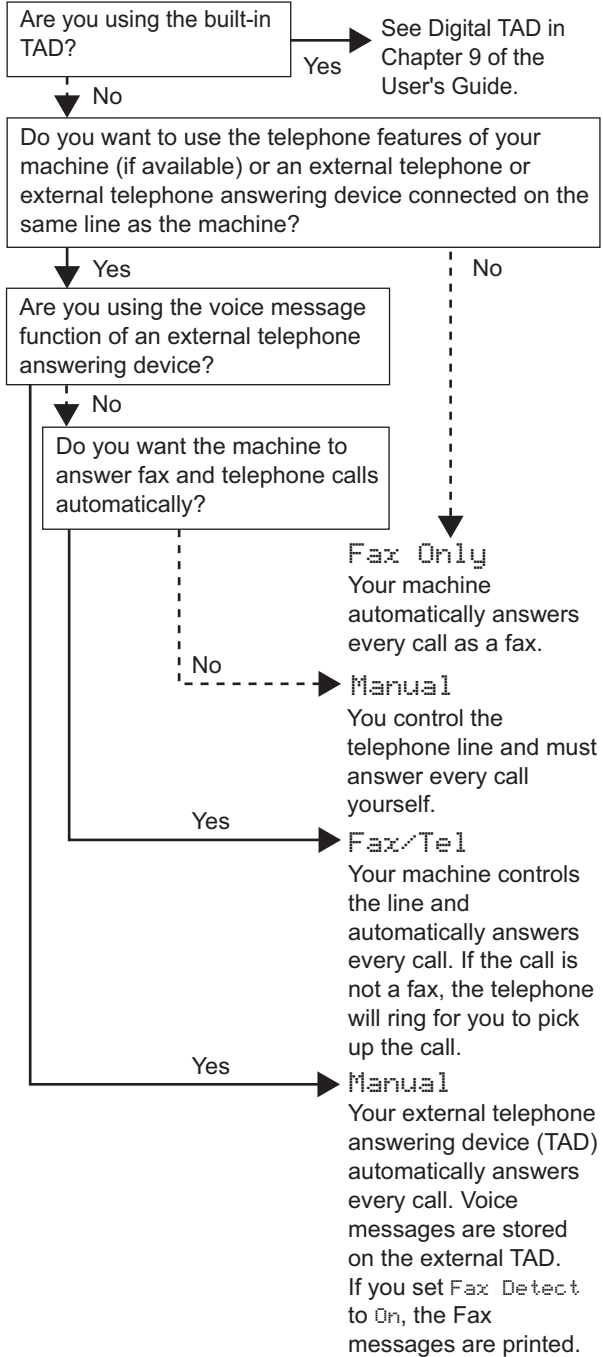 Are you using the built-in
TAD?
Yes
See Digital TAD in
Chapter 9 of the
User's Guide.
No
Do you want to use the telephone features of your
machine (if available) or an external telephone or
external telephone answering device connected on the
same line as the machine?
Yes
No
Are you using the voice message
function of an external telephone
answering device?
No
Do you want the machine to
answer fax and telephone calls
automatically?
Fax Only
Your machine
automatically answers
every call as a fax.
No
Manual
You control the
telephone line and must
answer every call
yourself.
Yes
Fax/Tel
Your machine controls
the line and
automatically answers
every call. If the call is
not a fax, the telephone
will ring for you to pick
up the call.
Yes
Manual
Your external telephone
answering device (TAD)
automatically answers
every call. Voice
messages are stored
on the external TAD.
If you set Fax Detect
to On, the Fax
messages are printed.